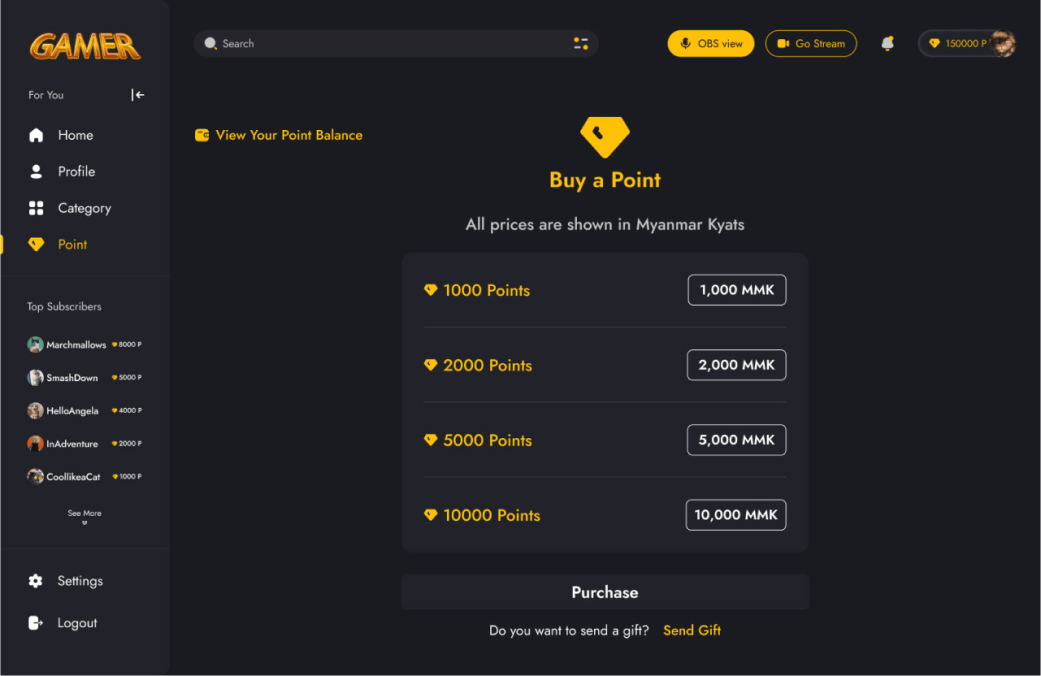 GAMER
For You
Home
Profile
Category
Point
Top Subscribers
Marchmallows 8000 P
SmashDown 5000 P
HelloAngela 4000 P
InAdventure 2000 P
CoollikeaCat 1000 P
See More
Settings
Logout
Search
OBS view
Go Stream
150000 P
View Your Point Balance
Buy a Point
All prices are shown in Myanmar Kyats
1000 Points 1,000 MMK
2000 Points 2,000 MMK
5000 Points 5,000 MMK
10000 Points 10,000 MMK
Purchase
Do you want to send a gift? Send Gift